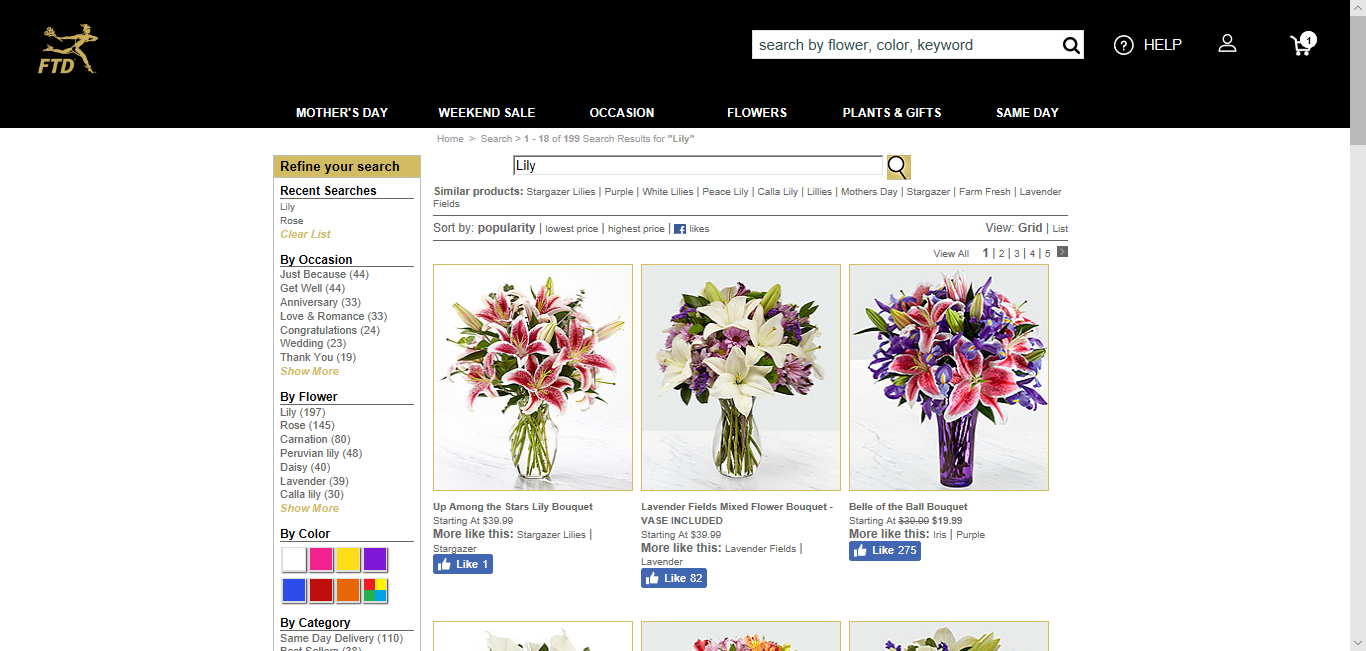 FTD
search by flower, color, keyword
HELP
1
MOTHER'S DAY
WEEKEND SALE
OCCASION
FLOWERS
PLANTS & GIFTS
SAME DAY
Home > Search > 1 - 18 of 199 Search Results for "Lily"
Refine your search
Recent Searches
Lily
Rose
Clear List
By Occasion
Just Because (44)
Get Well (44)
Anniversary (33)
Love & Romance (33)
Congratulations (24)
Wedding (23)
Thank You (19)
Show More
By Flower
Lily (197)
Rose (145)
Carnation (80)
Peruvian lily (48)
Daisy (40)
Lavender (39)
Calla lily (30)
Show More
By Color
By Category
Same Day Delivery (110)
Best Sellers (38)
Lily
Similar products: Stargazer Lilies | Purple | White Lilies | Peace Lily | Calla Lily | Lillies | Mothers Day | Stargazer | Farm Fresh | Lavender
Fields
Sort by: popularity | lowest price | highest price | likes
View: Grid | List
View All 1 | 2 | 3 | 4 | 5 >
Up Among the Stars Lily Bouquet
Starting At $39.99
More like this: Stargazer Lilies |
Stargazer
Like 1
Lavender Fields Mixed Flower Bouquet -
VASE INCLUDED
Starting At $39.99
More like this: Lavender Fields |
Lavender
Like 82
Belle of the Ball Bouquet
Starting At $39.99 $19.99
More like this: Iris | Purple
Like 275